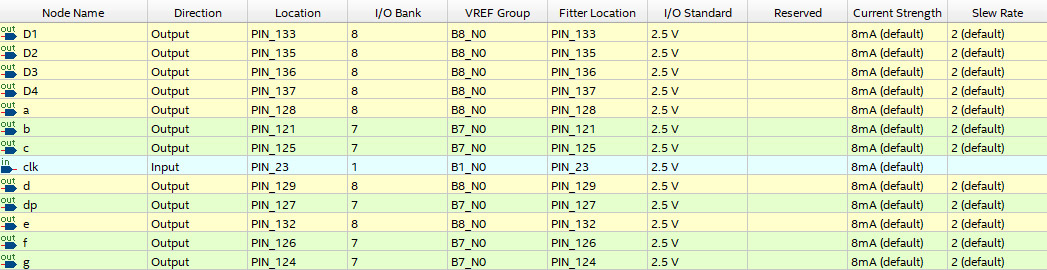 Node Name Direction Location I/O Bank VREF Group Fitter Location I/O Standard Reserved Current Strength Slew Rate
out D1 Output PIN_133 8 B8_N0 PIN_133 2.5 V 8mA (default) 2 (default)
out D2 Output PIN_135 8 B8_N0 PIN_135 2.5 V 8mA (default) 2 (default)
out D3 Output PIN_136 8 B8_N0 PIN_136 2.5 V 8mA (default) 2 (default)
out D4 Output PIN_137 8 B8_N0 PIN_137 2.5 V 8mA (default) 2 (default)
out a Output PIN_128 8 B8_N0 PIN_128 2.5 V 8mA (default) 2 (default)
out b Output PIN_121 7 B7_N0 PIN_121 2.5 V 8mA (default) 2 (default)
out c Output PIN_125 7 B7_N0 PIN_125 2.5 V 8mA (default) 2 (default)
in clk Input PIN_23 1 B1_N0 PIN_23 2.5 V 8mA (default)
out d Output PIN_129 8 B8_N0 PIN_129 2.5 V 8mA (default) 2 (default)
out dp Output PIN_127 7 B7_N0 PIN_127 2.5 V 8mA (default) 2 (default)
out e Output PIN_132 8 B8_N0 PIN_132 2.5 V 8mA (default) 2 (default)
out f Output PIN_126 7 B7_N0 PIN_126 2.5 V 8mA (default) 2 (default)
out g Output PIN_124 7 B7_N0 PIN_124 2.5 V 8mA (default) 2 (default)